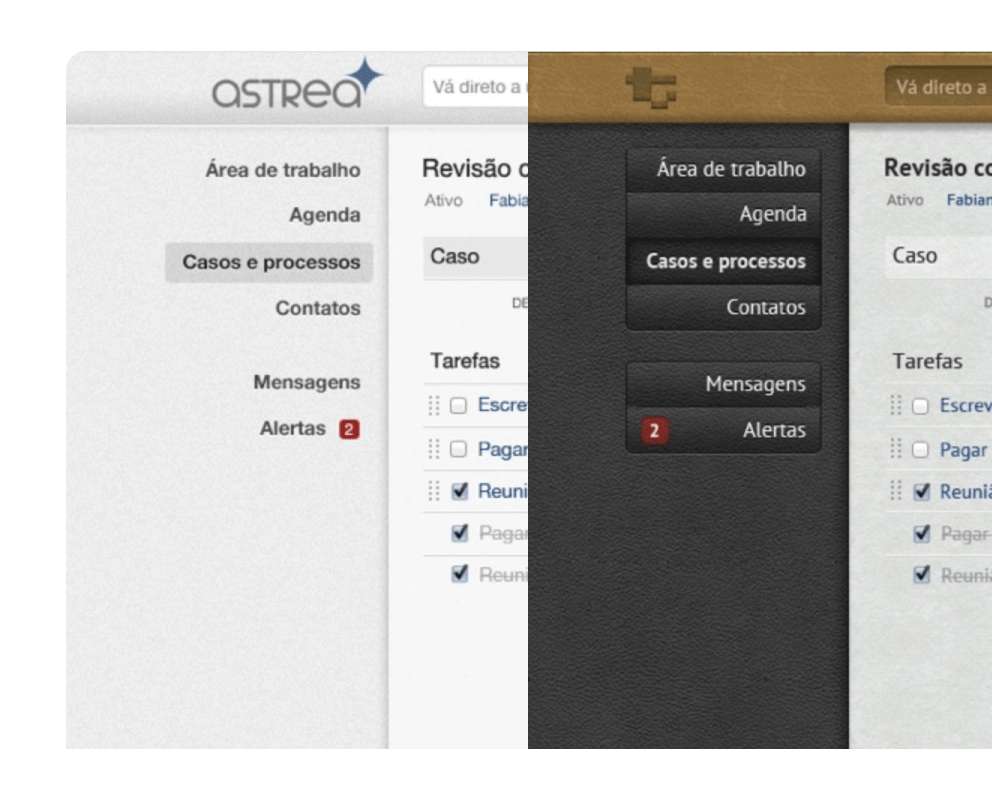 astrea
Vá direto a
Área de trabalho
Agenda
Casos e processos
Contatos
Mensagens
Alertas 2
Revisão c
Ativo Fabia
Caso
DE
Tarefas
Escre
Pagar
Reuni
Pagar
Reuni
Vá direto a
Área de trabalho
Agenda
Casos e processos
Contatos
Mensagens
2 Alertas
Revisão co
Ativo Fabian
Caso
D
Tarefas
Escrev
Pagar
Reuniã
Pagar
Reuniã